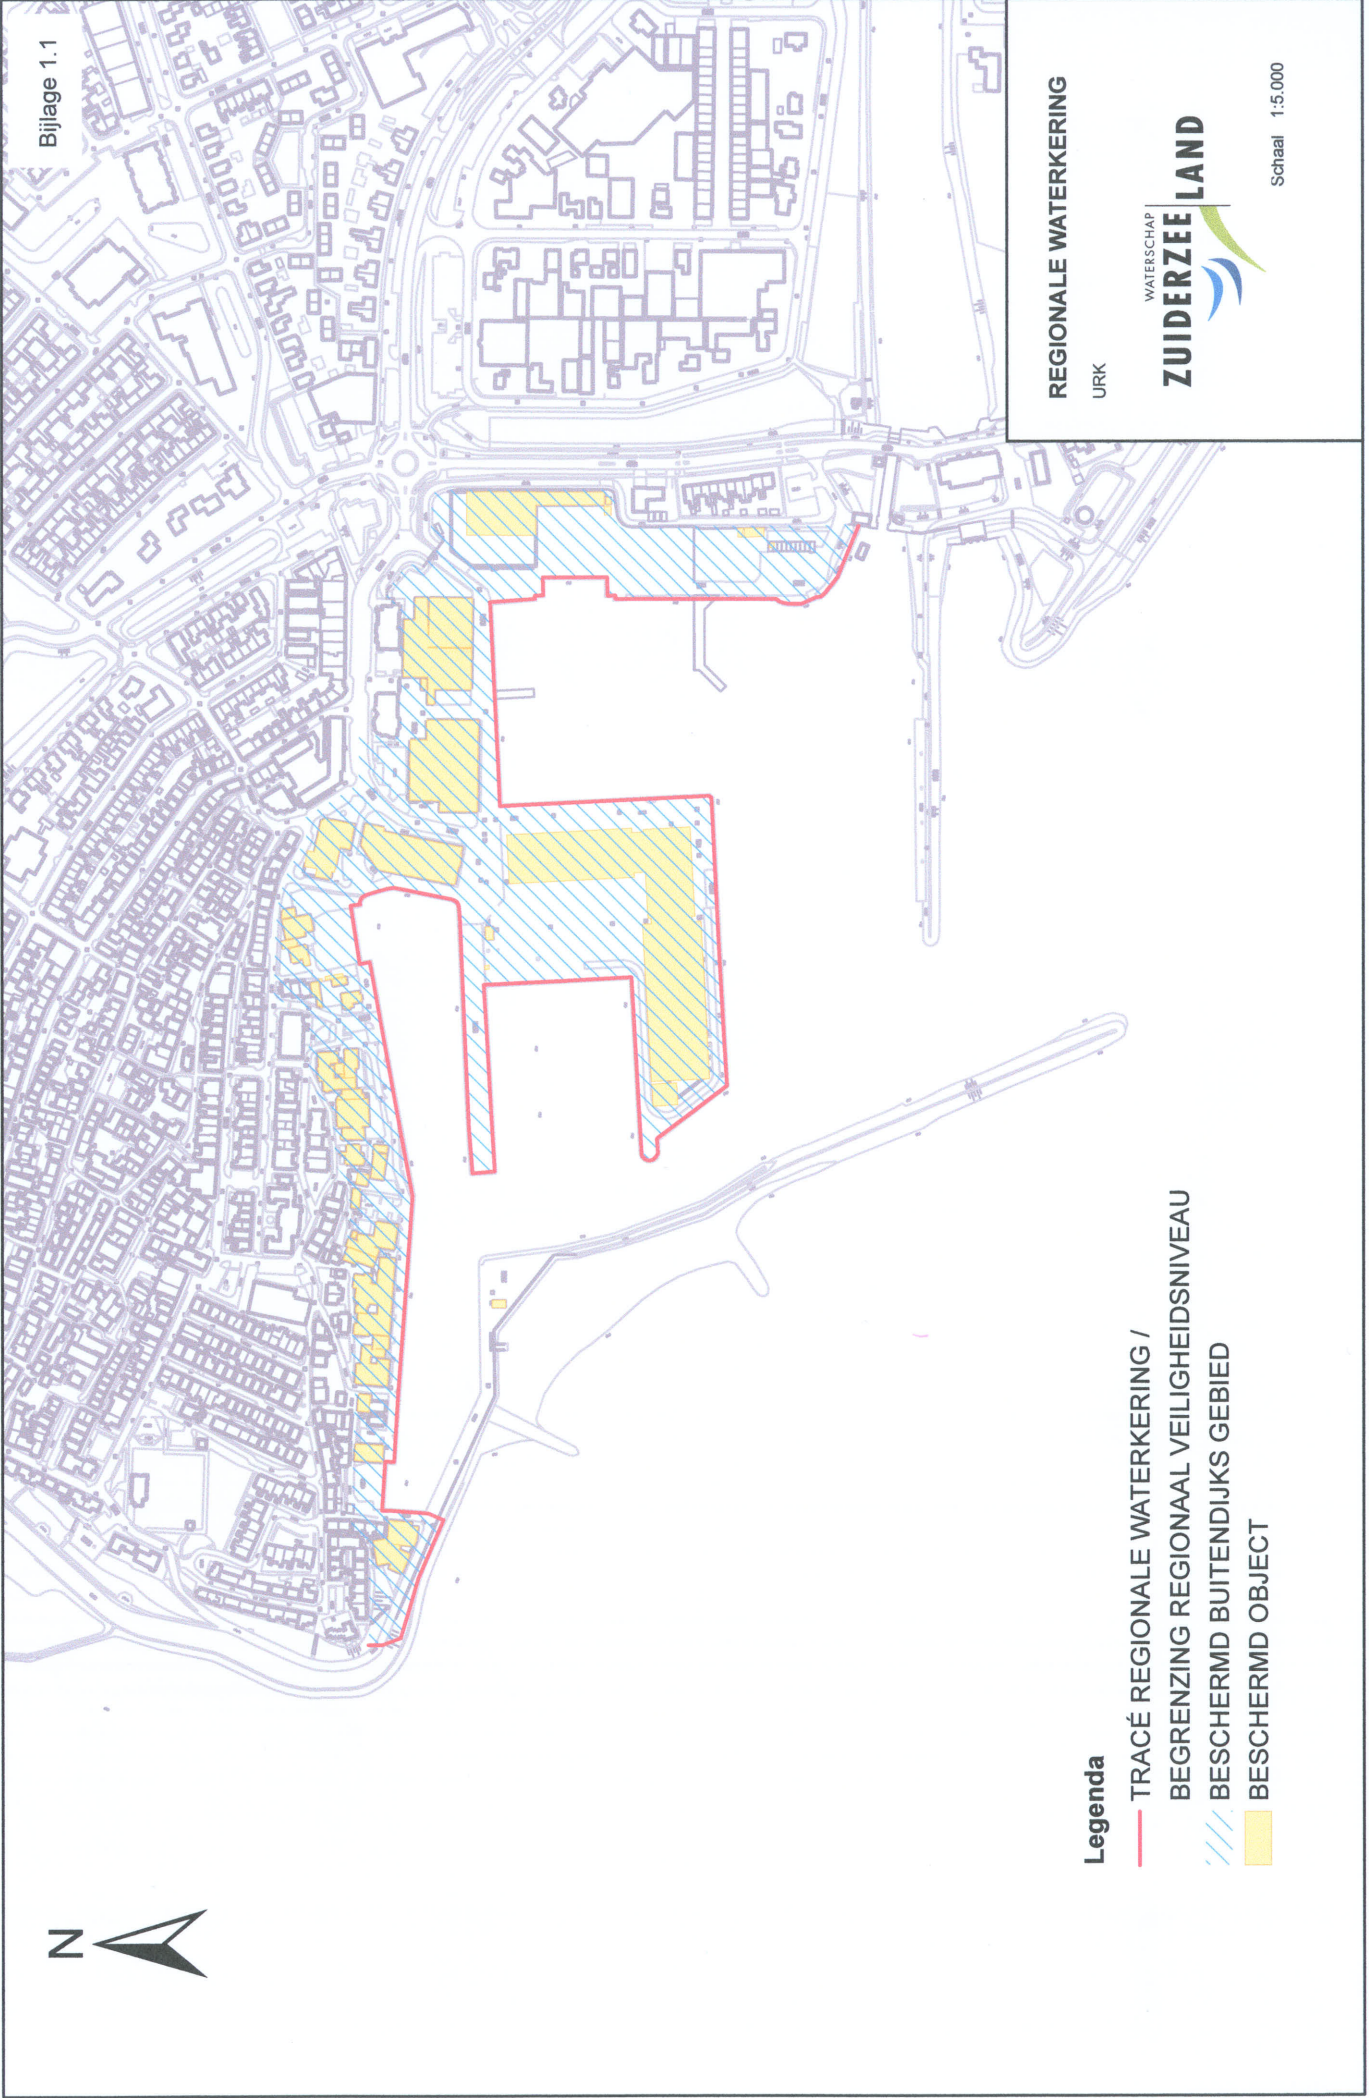 Bijlage 1.1
N
Legenda
TRACÉ REGIONALE WATERKERING /
BEGRENZING REGIONAAL VEILIGHEIDSNIVEAU
BESCHERMD BUITENDIJKS GEBIED
BESCHERMD OBJECT
REGIONALE WATERKERING
URK
WATERSCHAP
ZUIDERZEELAND
Schaal 1:5.000